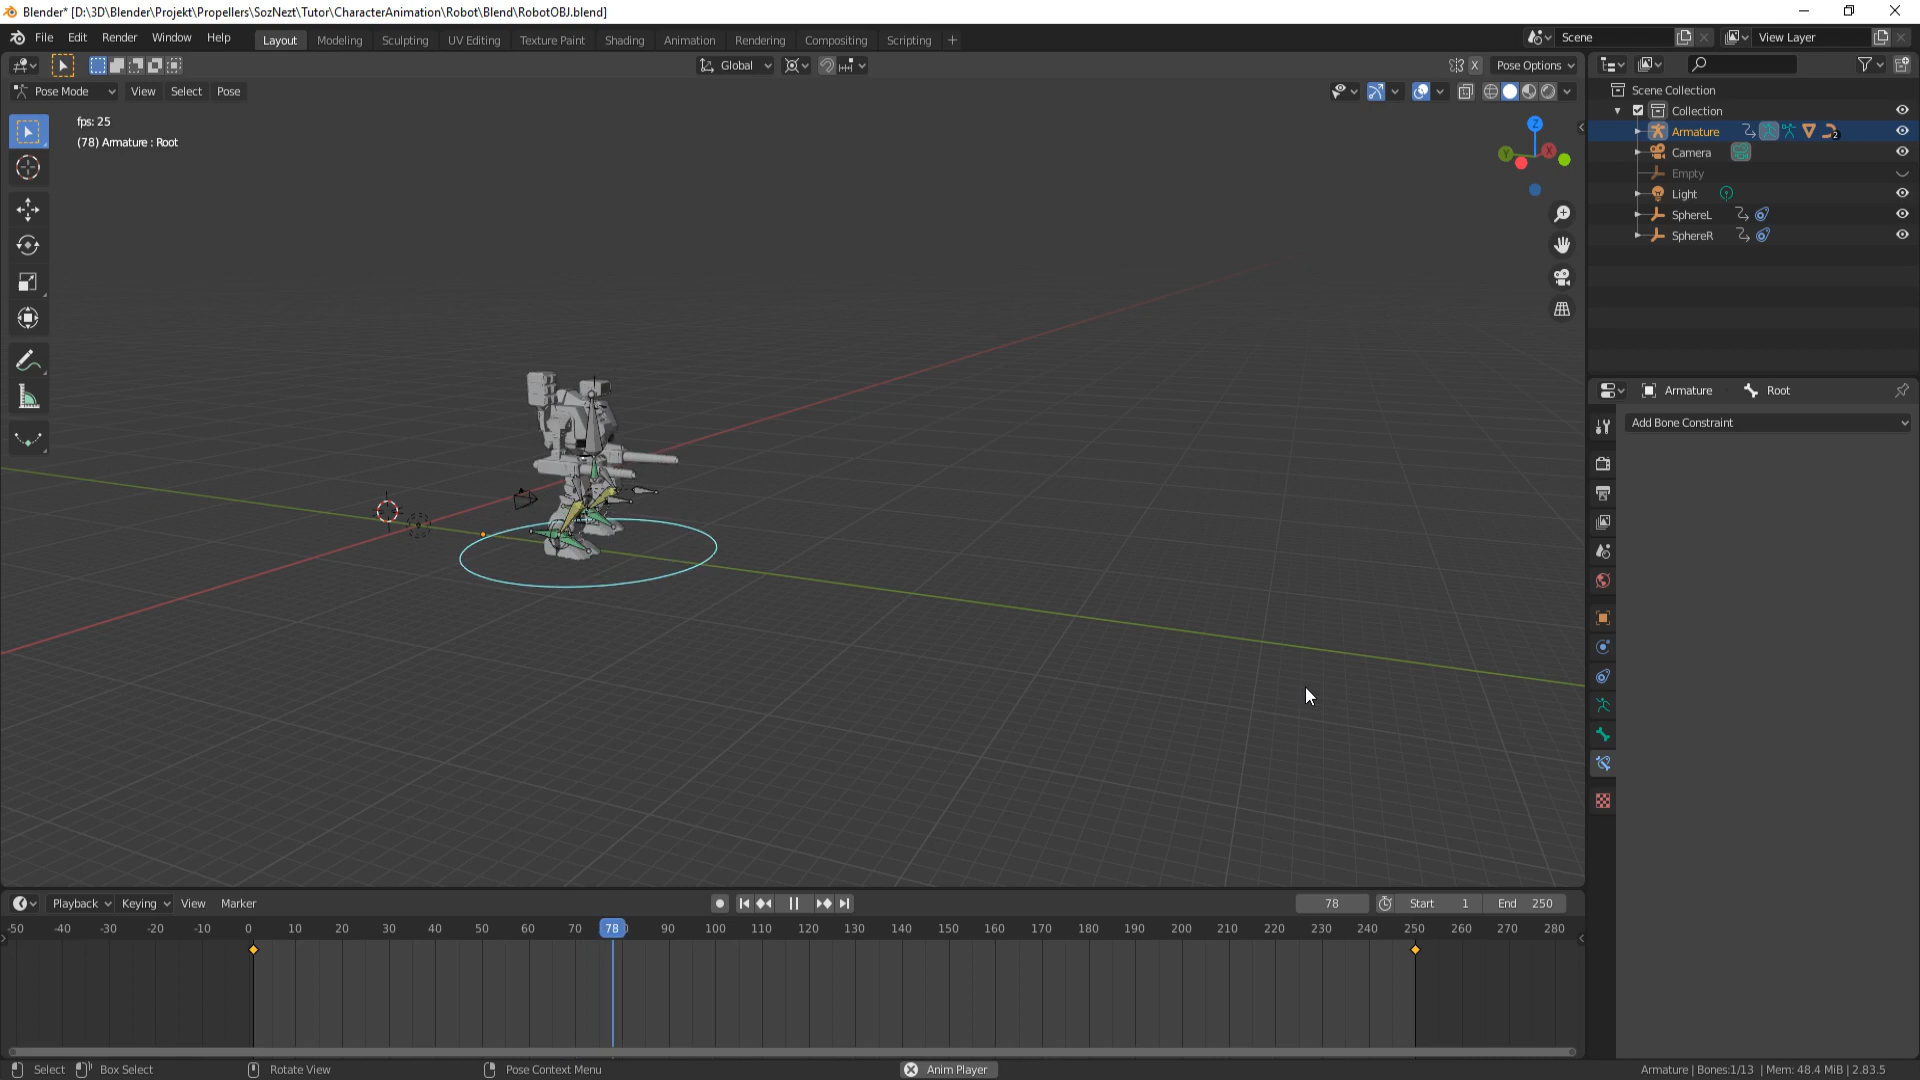 Blender* [D:\3D\Blender\Projekt\Propellers\SozNezt\Tutor\CharacterAnimation\Robot\Blend\RobotOBJ.blend]
File Edit Render Window Help Layout Modeling Sculpting UV Editing Texture Paint Shading Animation Rendering Compositing Scripting + Scene View Layer
Global X Pose Options
Pose Mode View Select Pose
fps: 25
(78) Armature : Root
Z
Y
X
Scene Collection
Collection
Armature 2
Camera
Empty
Light
SphereL
SphereR
Armature Root
Add Bone Constraint
Playback Keying View Marker 78 Start 1 End 250
-50 -40 -30 -20 -10 0 10 20 30 40 50 60 70 78 90 100 110 120 130 140 150 160 170 180 190 200 210 220 230 240 250 260 270 280
Select Box Select Rotate View Pose Context Menu Anim Player Armature | Bones:1/13 | Mem: 48.4 MiB | 2.83.5